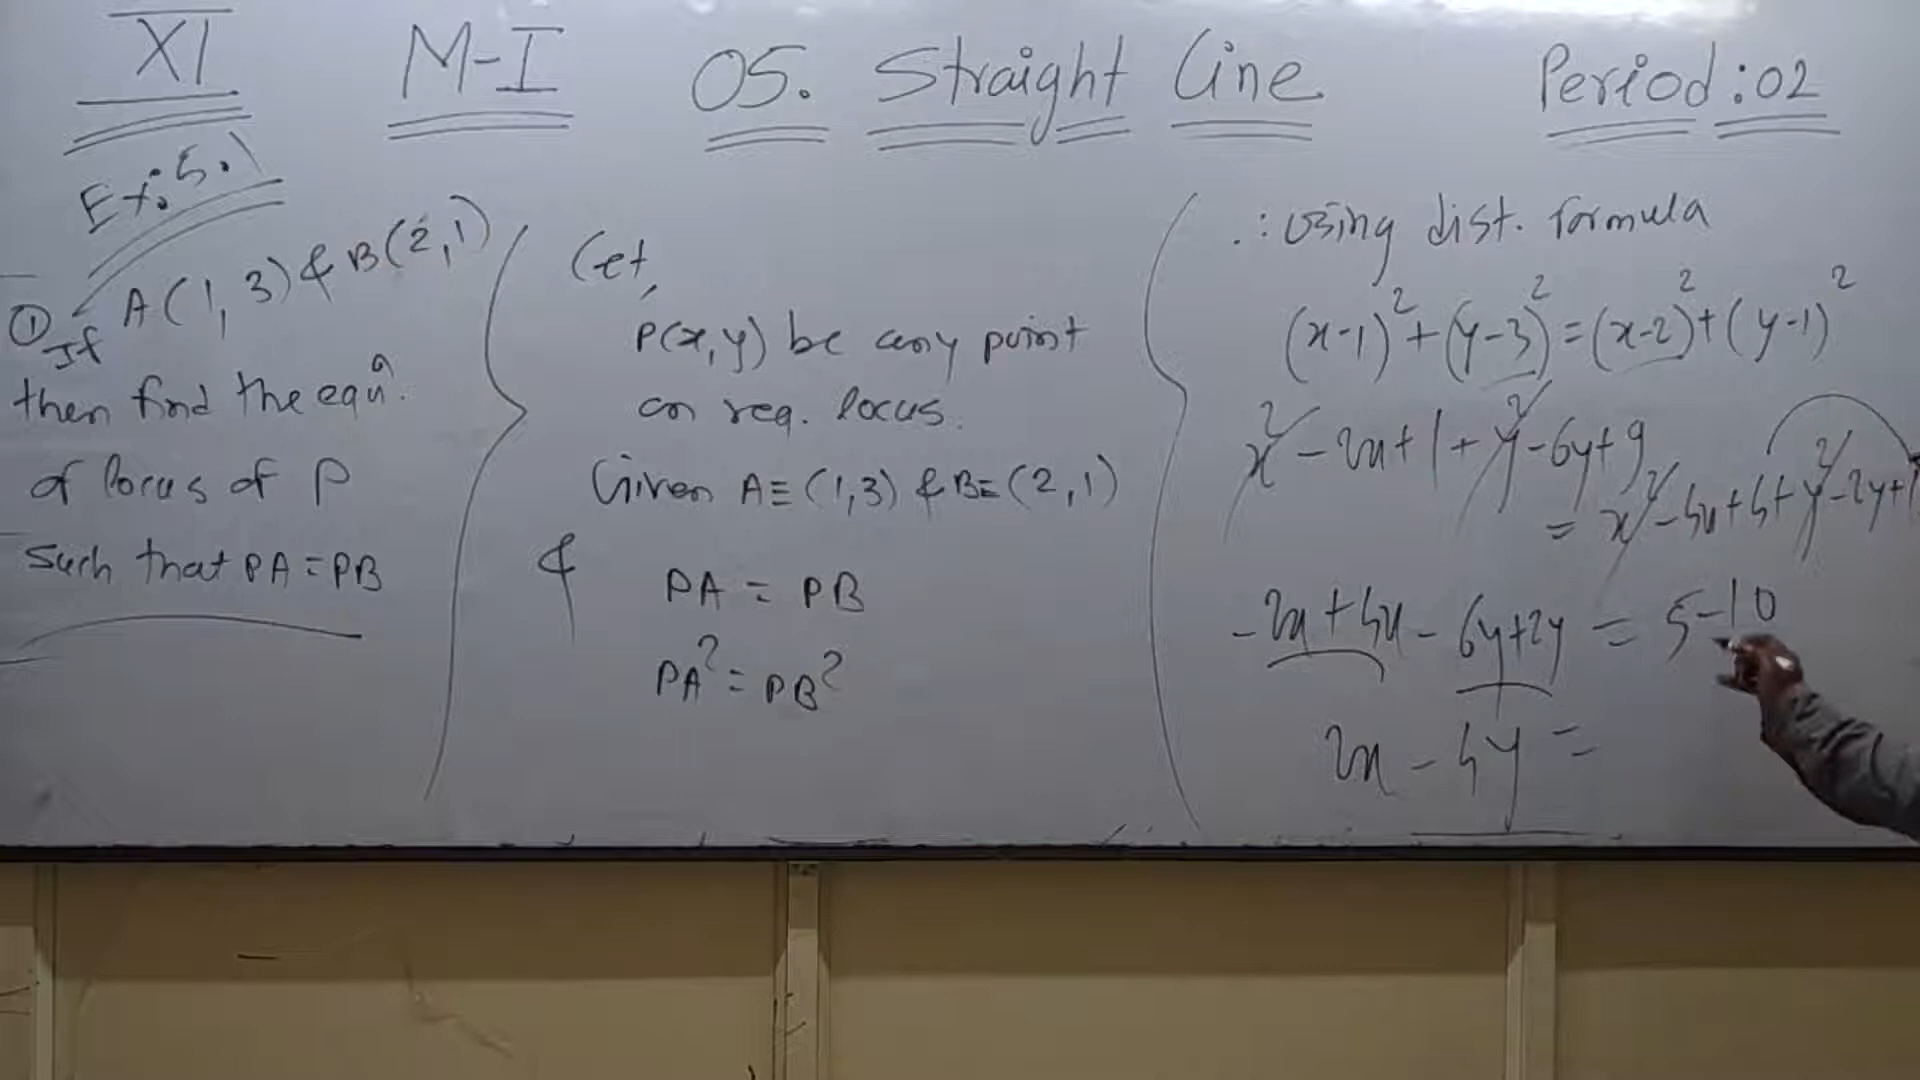 XI M-I 05. Straight Line Period:02
Ex: 5.1
① If A(1,3) & B(2,1)
then find the equⁿ.
of locus of P
such that PA = PB
Let,
P(x,y) be any point
on req. locus.
Given A≡(1,3) & B≡(2,1)
& PA = PB
PA² = PB²
∴ using dist. formula
(x-1)²+(y-3)²=(x-2)²+(y-1)²
x²-2x+1+y²-6y+9
= x²-4x+4+y²-2y+1
-2x+4x-6y+2y = 5-10
2x-4y =